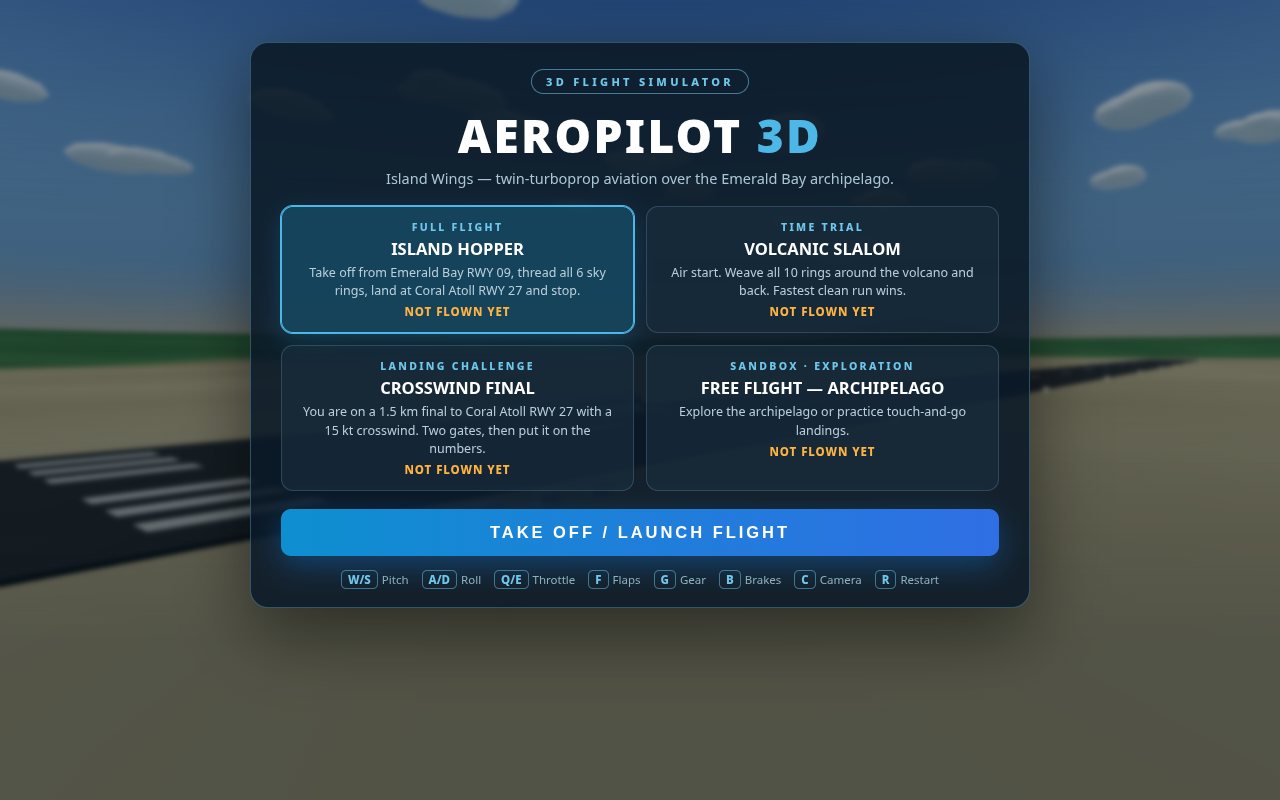 3D FLIGHT SIMULATOR
AEROPILOT 3D
Island Wings — twin-turboprop aviation over the Emerald Bay archipelago.
FULL FLIGHT
ISLAND HOPPER
Take off from Emerald Bay RWY 09, thread all 6 sky
rings, land at Coral Atoll RWY 27 and stop.
NOT FLOWN YET
TIME TRIAL
VOLCANIC SLALOM
Air start. Weave all 10 rings around the volcano and
back. Fastest clean run wins.
NOT FLOWN YET
LANDING CHALLENGE
CROSSWIND FINAL
You are on a 1.5 km final to Coral Atoll RWY 27 with a
15 kt crosswind. Two gates, then put it on the
numbers.
NOT FLOWN YET
SANDBOX · EXPLORATION
FREE FLIGHT — ARCHIPELAGO
Explore the archipelago or practice touch-and-go
landings.
NOT FLOWN YET
TAKE OFF / LAUNCH FLIGHT
W/S Pitch A/D Roll Q/E Throttle F Flaps G Gear B Brakes C Camera R Restart